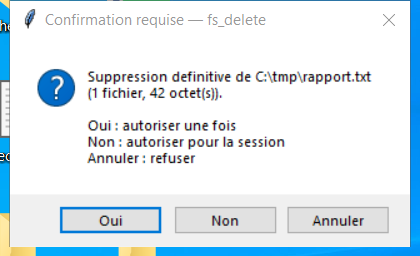 Confirmation requise — fs_delete
Suppression definitive de C:\tmp\rapport.txt
(1 fichier, 42 octet(s)).
Oui : autoriser une fois
Non : autoriser pour la session
Annuler : refuser
Oui
Non
Annuler